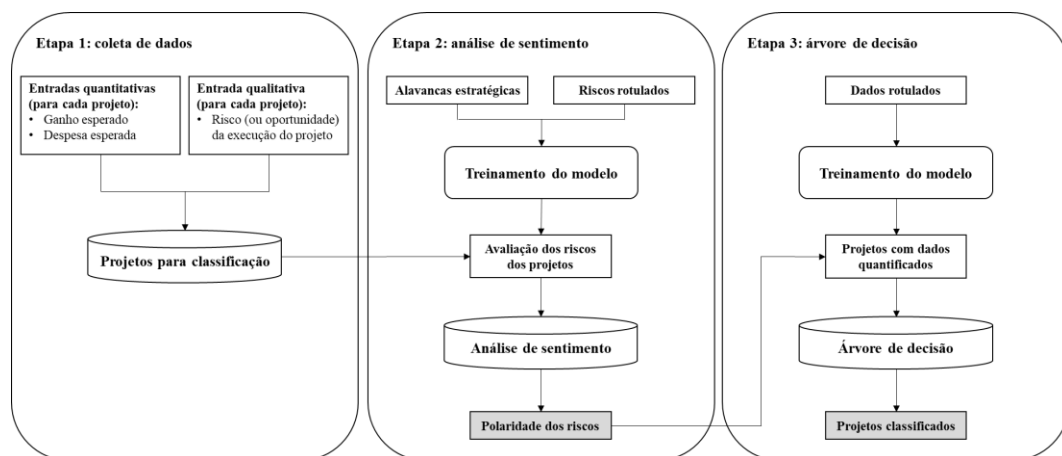 Etapa 1: coleta de dados
Entradas quantitativas
(para cada projeto):
• Ganho esperado
• Despesa esperada
Entrada qualitativa
(para cada projeto):
• Risco (ou oportunidade)
da execução do projeto
Projetos para classificação
Etapa 2: análise de sentimento
Alavancas estratégicas
Riscos rotulados
Treinamento do modelo
Avaliação dos riscos
dos projetos
Análise de sentimento
Polaridade dos riscos
Etapa 3: árvore de decisão
Dados rotulados
Treinamento do modelo
Projetos com dados
quantificados
Árvore de decisão
Projetos classificados